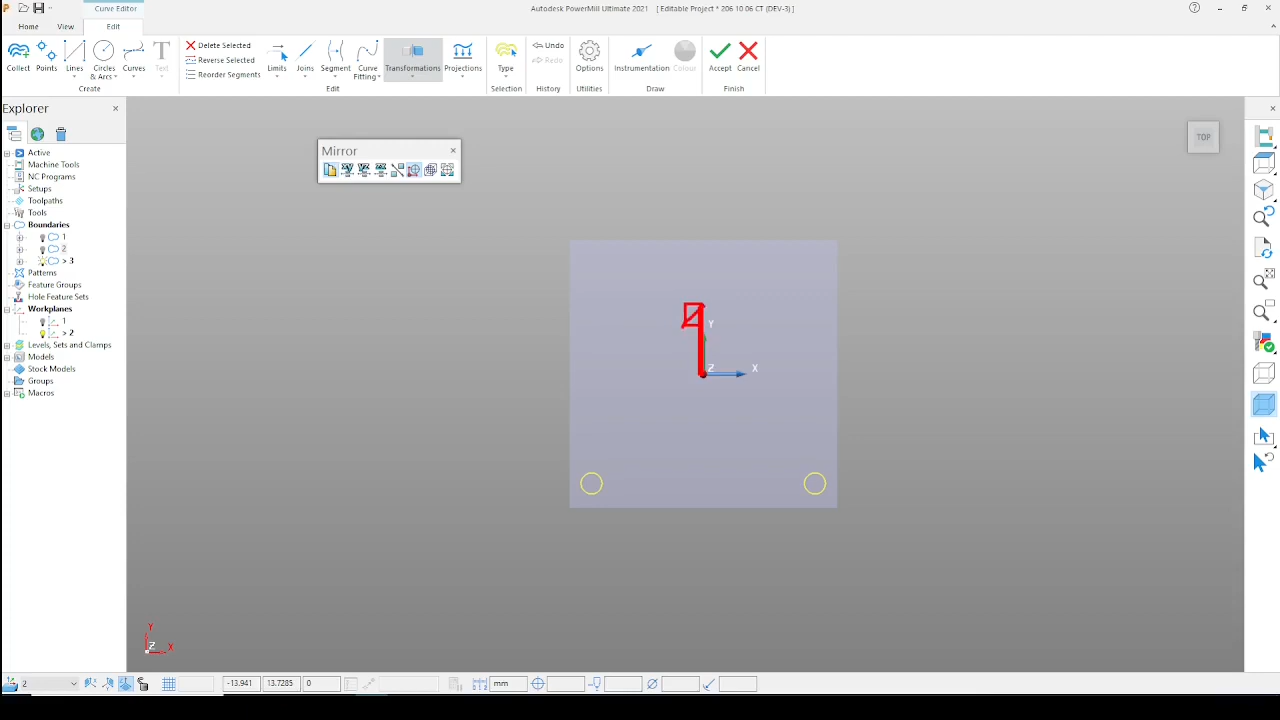 Curve Editor
Autodesk PowerMill Ultimate 2021 [ Editable Project * 206 10 06 CT (DEV-3) ]
Home View Edit
Collect Points Lines Circles & Arcs Curves Text
Delete Selected
Reverse Selected
Reorder Segments
Limits Joins Segment Curve Fitting Transformations Projections Type
Undo
Redo
Options Instrumentation Colour Accept Cancel
Create Edit Selection History Utilities Draw Finish
Explorer
Active
Machine Tools
NC Programs
Setups
Toolpaths
Tools
Boundaries
1
2
> 3
Patterns
Feature Groups
Hole Feature Sets
Workplanes
1
> 2
Levels, Sets and Clamps
Models
Stock Models
Groups
Macros
Mirror
TOP
Y
Z X
Y
Z X
2 -13.941 13.7285 0 mm